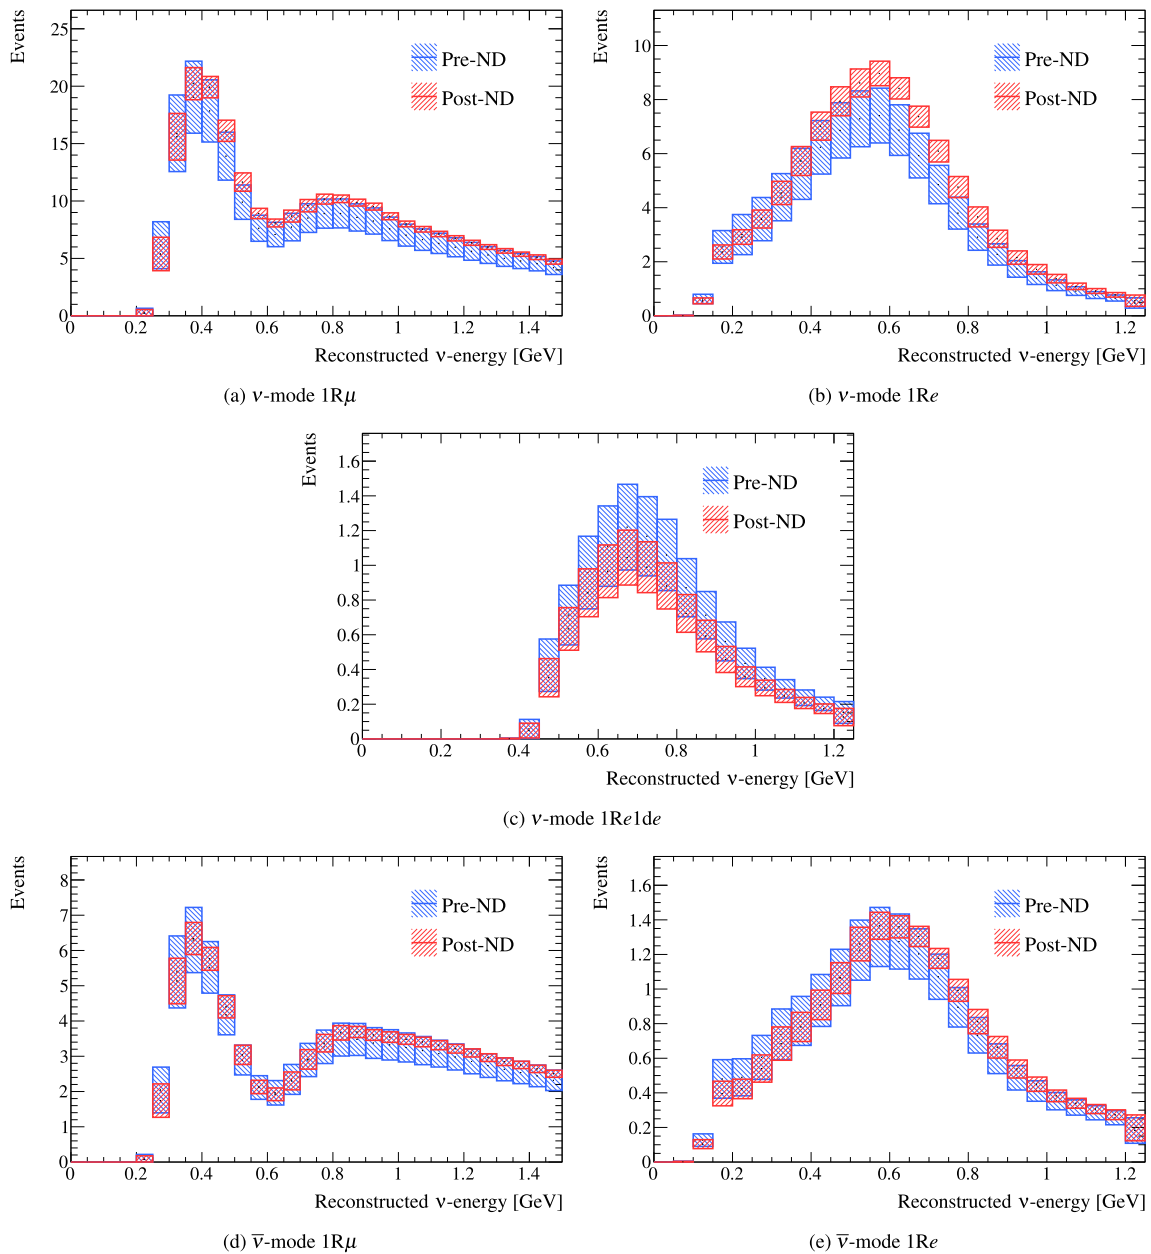 Events
25
20
15
10
5
0
Pre-ND
Post-ND
0 0.2 0.4 0.6 0.8 1 1.2 1.4
Reconstructed ν-energy [GeV]
(a) ν-mode 1Rμ
Events
10
8
6
4
2
0
Pre-ND
Post-ND
0 0.2 0.4 0.6 0.8 1 1.2
Reconstructed ν-energy [GeV]
(b) ν-mode 1Re
Events
1.6
1.4
1.2
1
0.8
0.6
0.4
0.2
0
Pre-ND
Post-ND
0 0.2 0.4 0.6 0.8 1 1.2
Reconstructed ν-energy [GeV]
(c) ν-mode 1Re1de
Events
8
7
6
5
4
3
2
1
0
Pre-ND
Post-ND
0 0.2 0.4 0.6 0.8 1 1.2 1.4
Reconstructed ν-energy [GeV]
(d) ν̅-mode 1Rμ
Events
1.6
1.4
1.2
1
0.8
0.6
0.4
0.2
0
Pre-ND
Post-ND
0 0.2 0.4 0.6 0.8 1 1.2
Reconstructed ν-energy [GeV]
(e) ν̅-mode 1Re